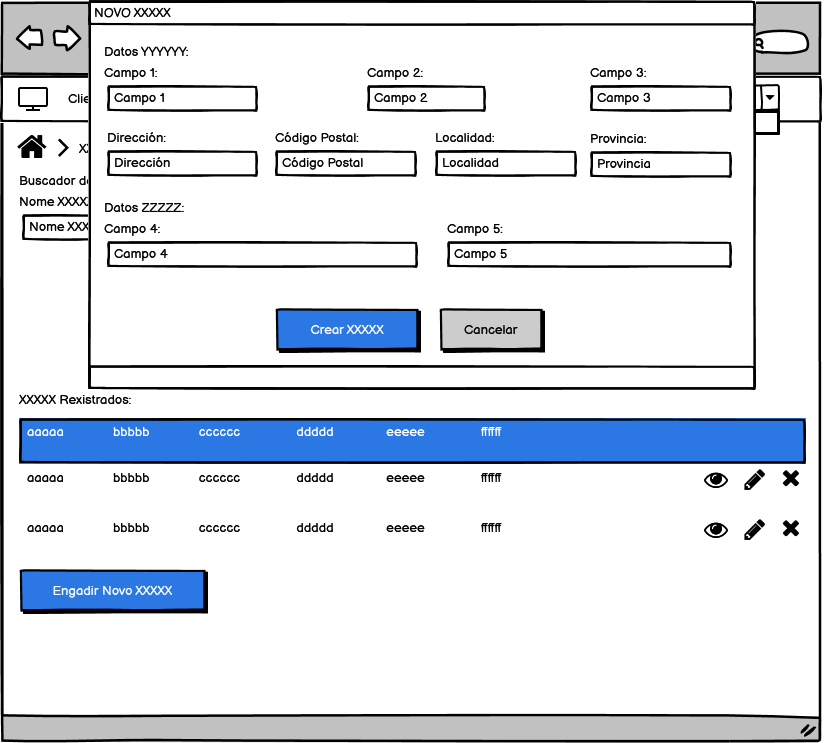 NOVO XXXXX
Datos YYYYYY:
Campo 1: Campo 2: Campo 3:
Campo 1 Campo 2 Campo 3
Dirección: Código Postal: Localidad: Provincia:
Dirección Código Postal Localidad Provincia
Datos ZZZZZ:
Campo 4: Campo 5:
Campo 4 Campo 5
Crear XXXXX Cancelar
Buscador
Nome XXXX
Nome XXX
XXXXX Rexistrados:
aaaaa bbbbb cccccc ddddd eeeee ffffff
aaaaa bbbbb cccccc ddddd eeeee ffffff
aaaaa bbbbb cccccc ddddd eeeee ffffff
Engadir Novo XXXXX